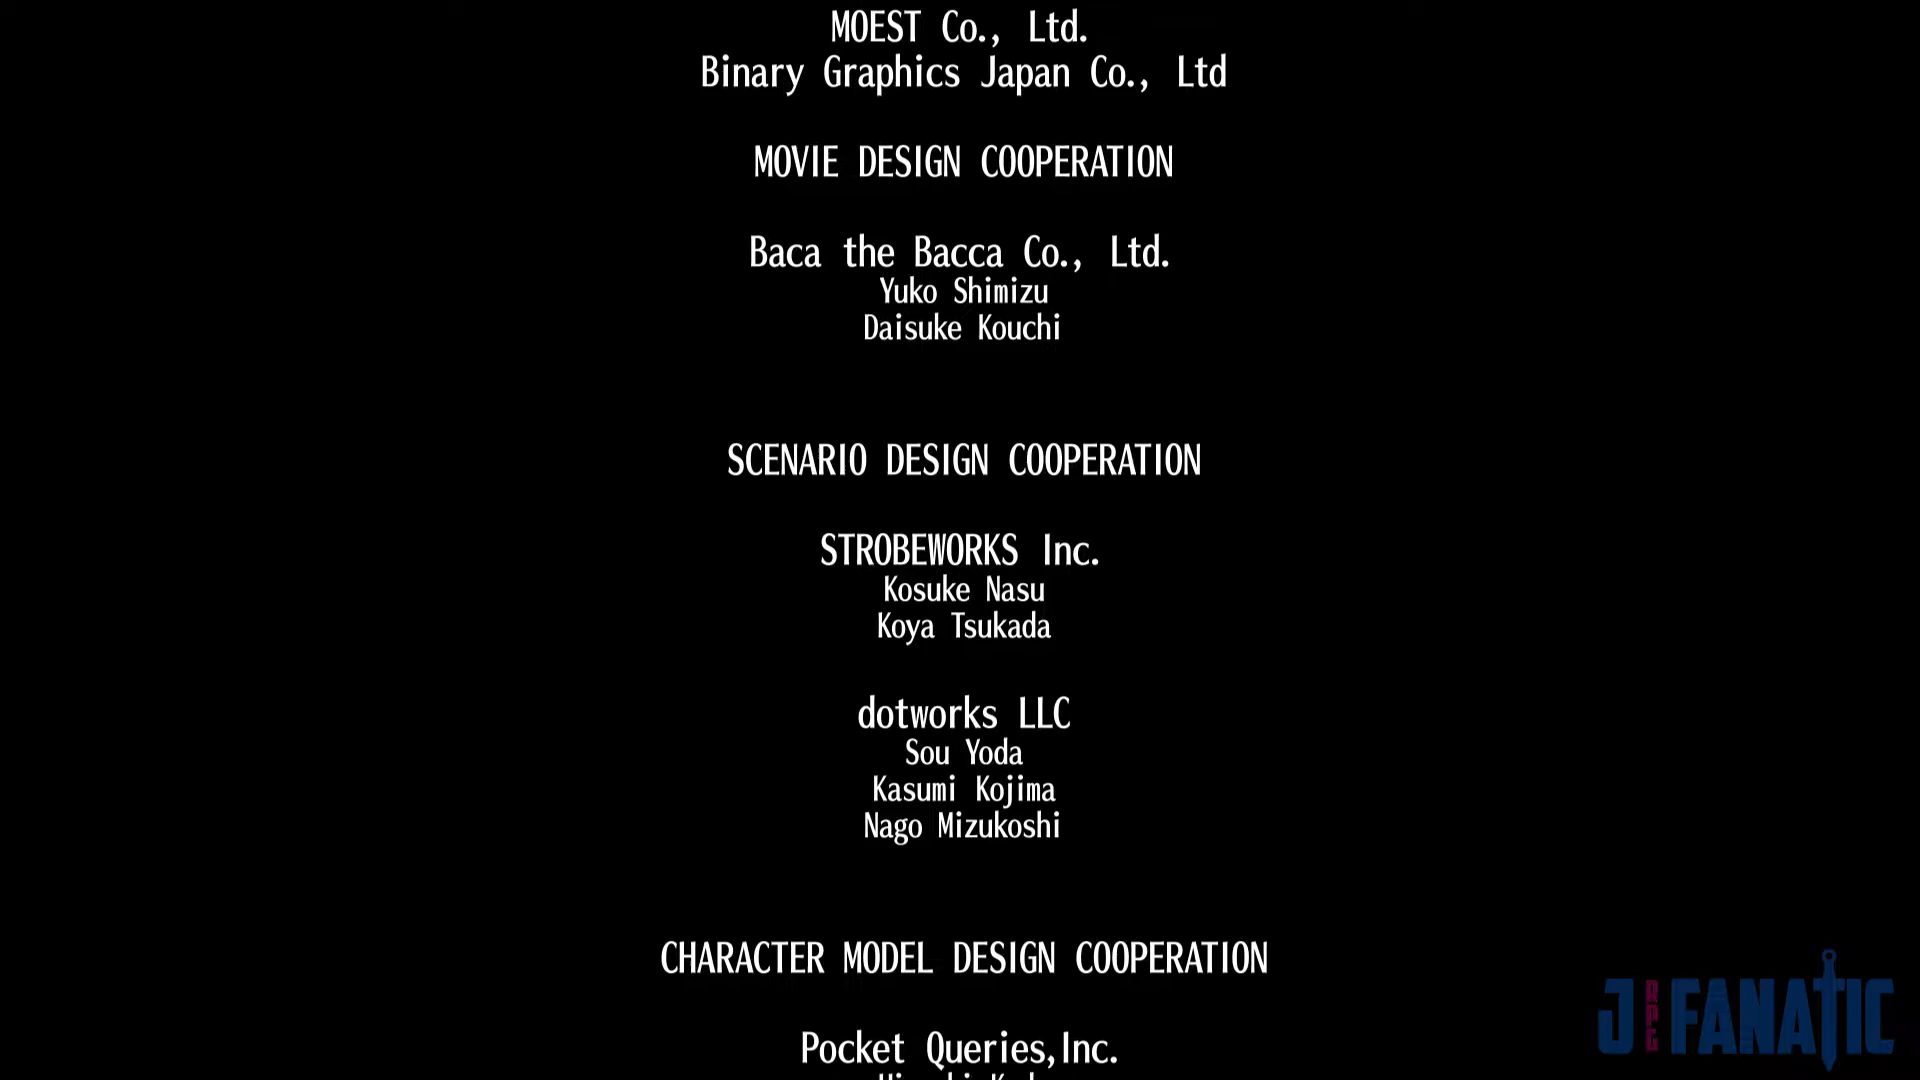 MOEST Co., Ltd.
Binary Graphics Japan Co., Ltd
MOVIE DESIGN COOPERATION
Baca the Bacca Co., Ltd.
Yuko Shimizu
Daisuke Kouchi
SCENARIO DESIGN COOPERATION
STROBEWORKS Inc.
Kosuke Nasu
Koya Tsukada
dotworks LLC
Sou Yoda
Kasumi Kojima
Nago Mizukoshi
CHARACTER MODEL DESIGN COOPERATION
Pocket Queries,Inc.
J RPG FANATIC